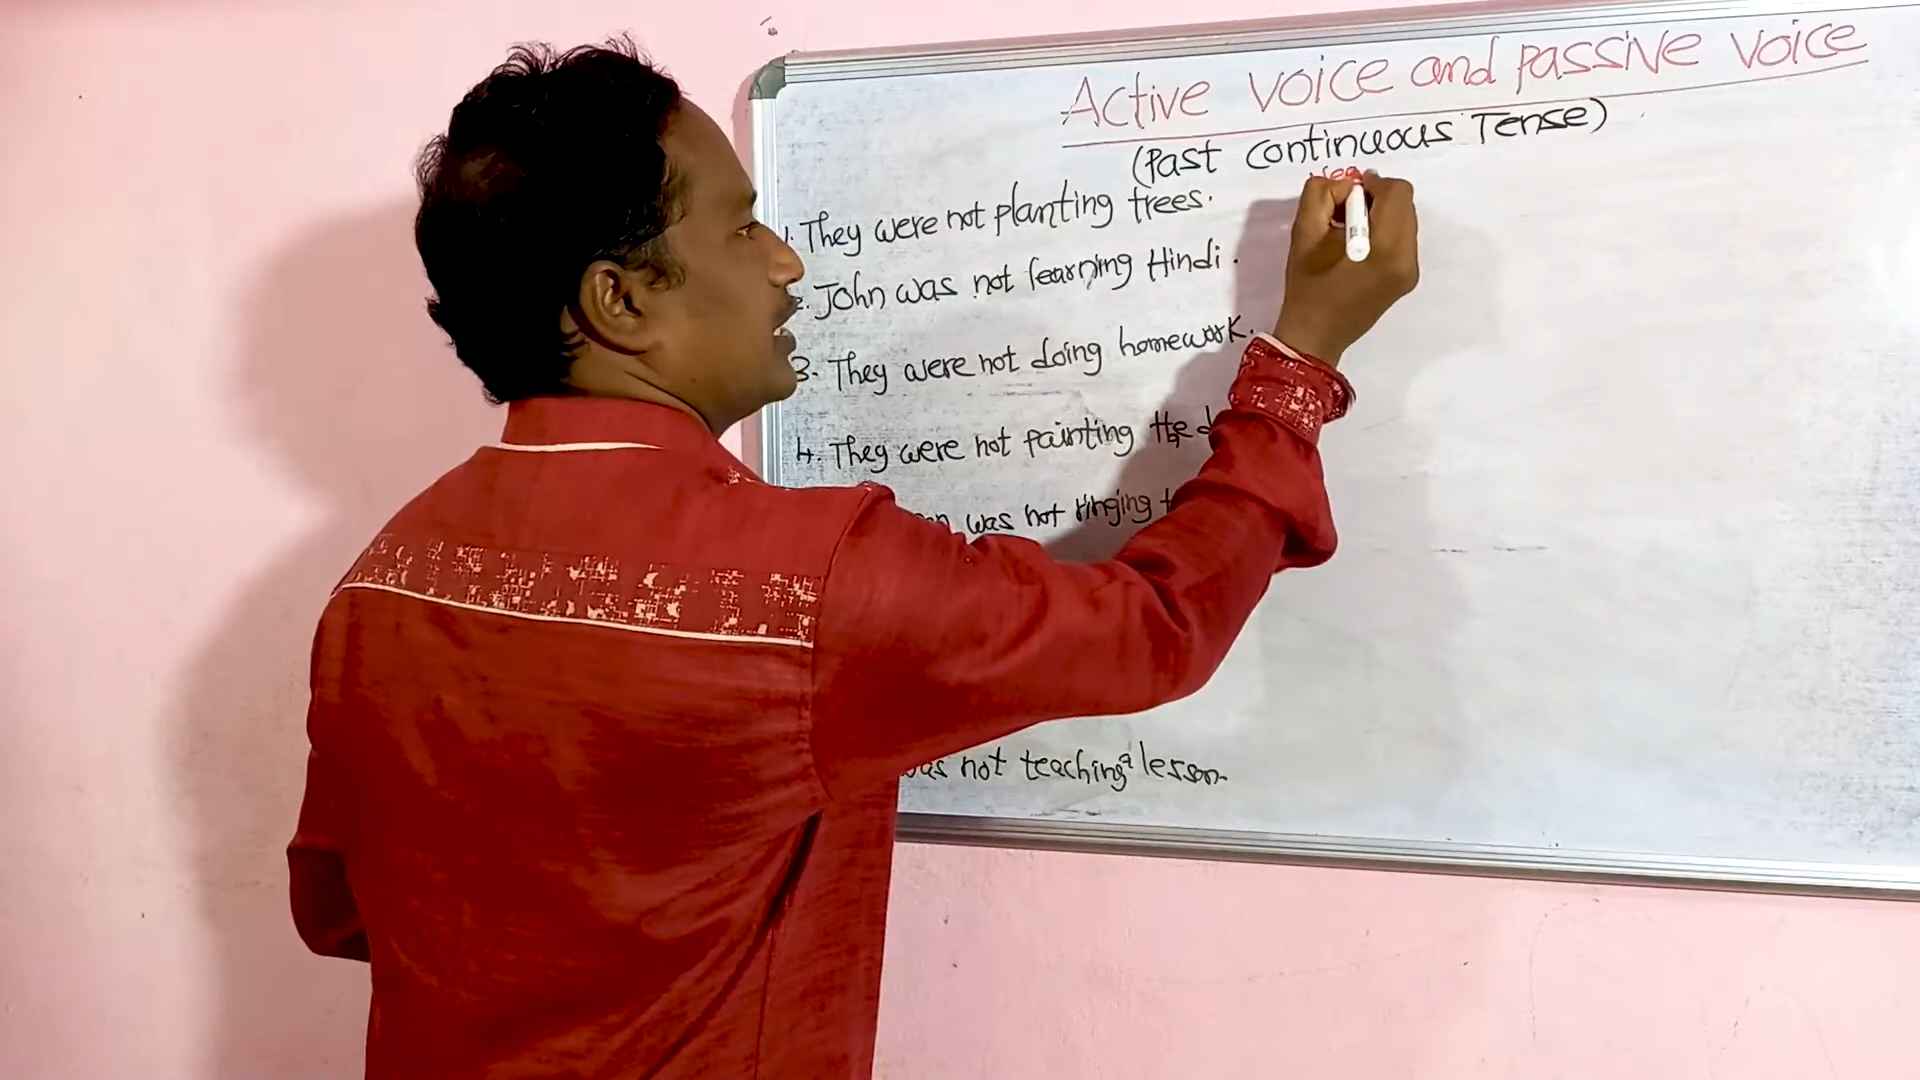 Active voice and passive voice
(Past Continuous Tense)
Neg
1. They were not planting trees.
2. John was not learning Hindi.
3. They were not doing homework.
4. They were not painting the
was not ringing
was not teaching a lesson.